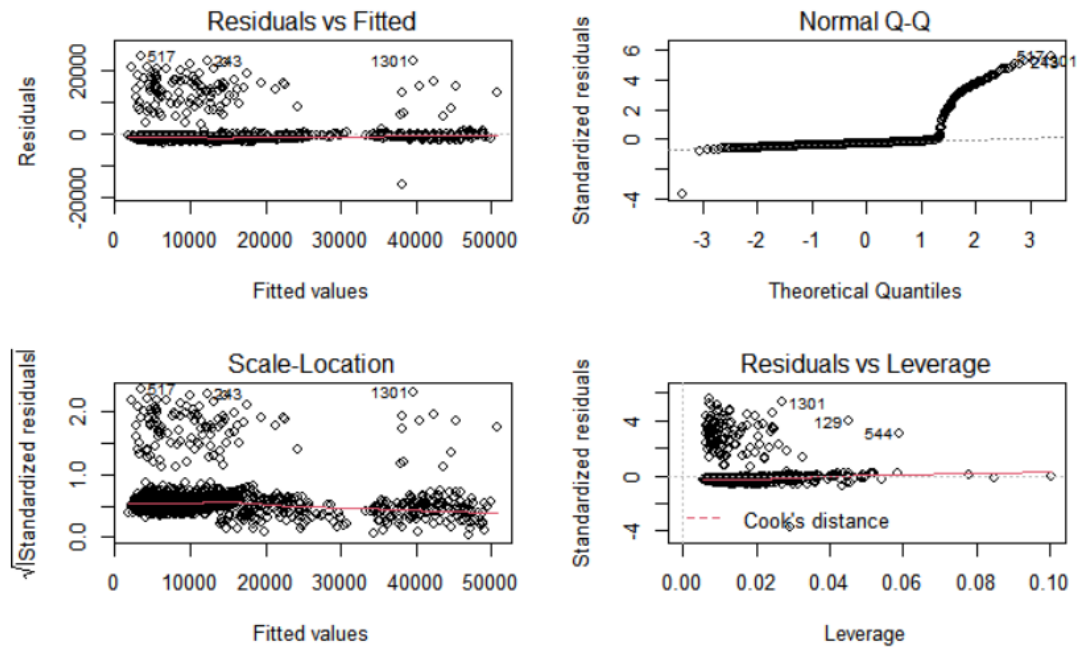 Residuals vs Fitted
Residuals
20000
0
-20000
517
243
1301
0 10000 20000 30000 40000 50000
Fitted values
Normal Q-Q
Standardized residuals
6
4
2
0
-4
517
243
1301
-3 -2 -1 0 1 2 3
Theoretical Quantiles
Scale-Location
√|Standardized residuals|
2.0
1.0
0.0
517
243
1301
0 10000 20000 30000 40000 50000
Fitted values
Residuals vs Leverage
Standardized residuals
4
0
-4
1301
129
544
Cook's distance
0.00 0.02 0.04 0.06 0.08 0.10
Leverage